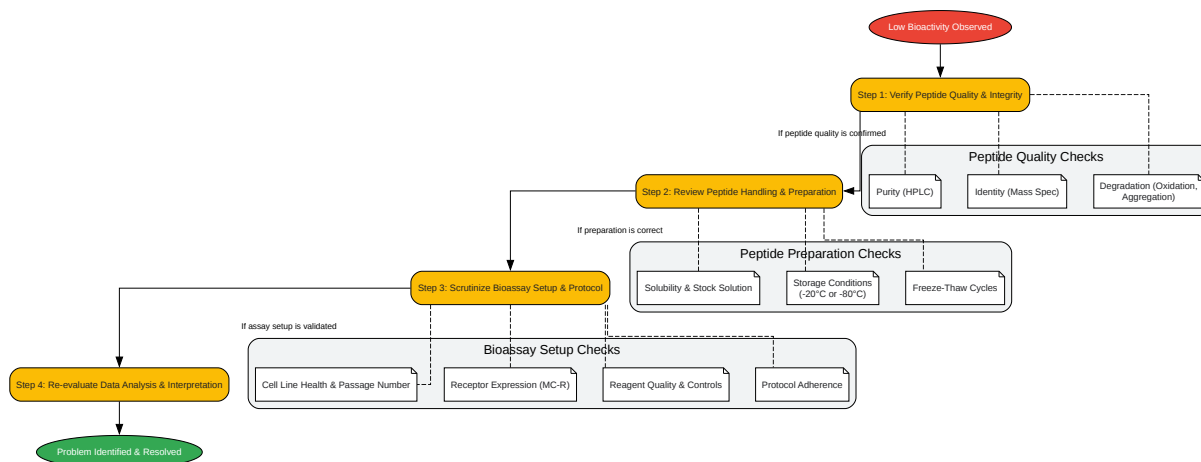 Low Bioactivity Observed
Step 1: Verify Peptide Quality & Integrity
If peptide quality is confirmed
Peptide Quality Checks
Purity (HPLC)
Identity (Mass Spec)
Degradation (Oxidation,
Aggregation)
Step 2: Review Peptide Handling & Preparation
If preparation is correct
Peptide Preparation Checks
Solubility & Stock Solution
Storage Conditions
(-20°C or -80°C)
Freeze-Thaw Cycles
Step 3: Scrutinize Bioassay Setup & Protocol
If assay setup is validated
Bioassay Setup Checks
Cell Line Health & Passage Number
Receptor Expression (MC-R)
Reagent Quality & Controls
Protocol Adherence
Step 4: Re-evaluate Data Analysis & Interpretation
Problem Identified & Resolved